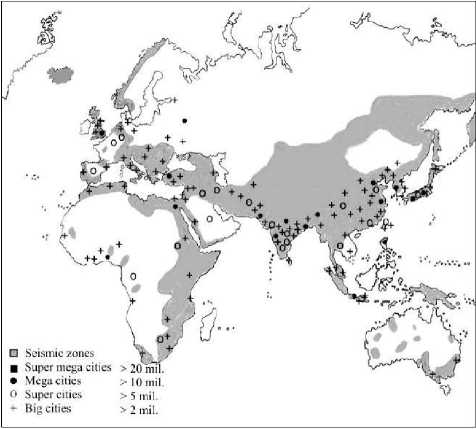 Seismic zones
Super mega cities > 20 mil.
Mega cities > 10 mil.
Super cities > 5 mil.
Big cities > 2 mil.